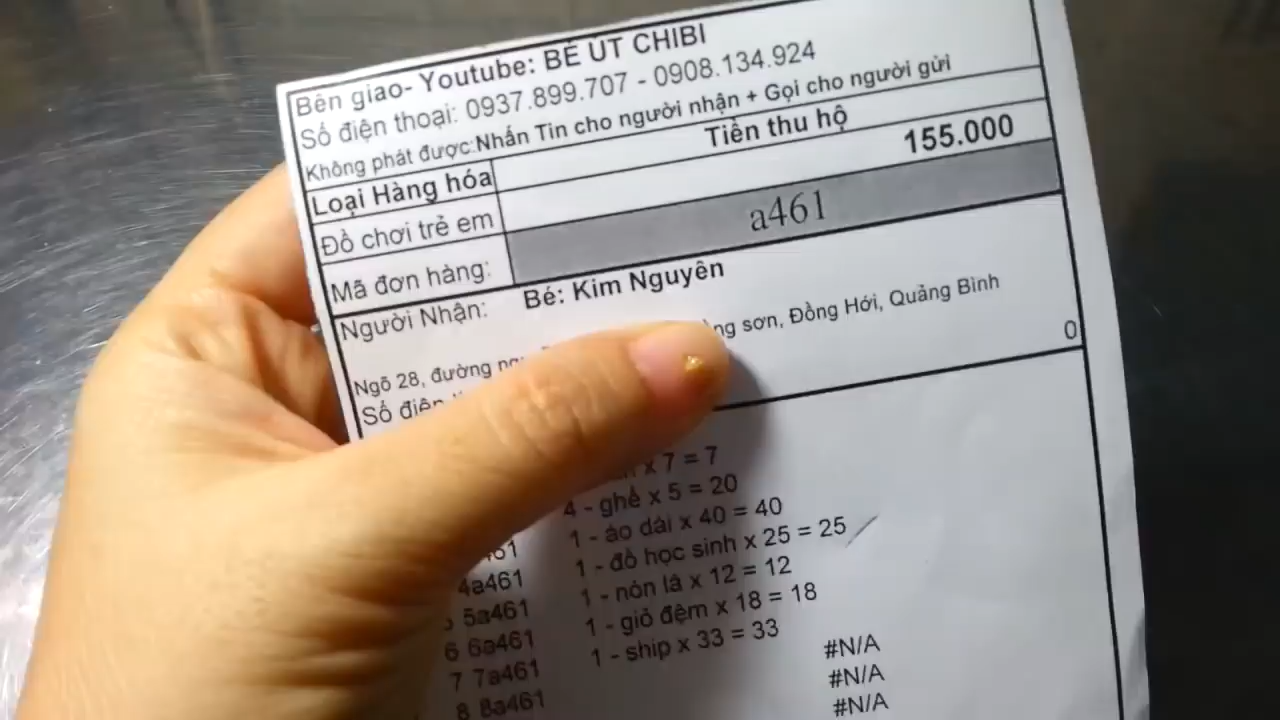 Bên giao- Youtube: BÉ UT CHIBI
Số điện thoại: 0937.899.707 - 0908.134.924
Không phát được:Nhắn Tin cho người nhận + Gọi cho người gửi
Loại Hàng hóa Tiền thu hộ
Đồ chơi trẻ em 155.000
Mã đơn hàng: a461
Người Nhận: Bé: Kim Nguyên
Ngõ 28, đường sơn, Đồng Hới, Quảng Bình
Số 0
x 7 = 7
4 - ghế x 5 = 20
1 - áo dài x 40 = 40
4a461 1 - đồ học sinh x 25 = 25
5a461 1 - nón lá x 12 = 12
6 6a461 1 - giỏ đệm x 18 = 18
7 7a461 1 - ship x 33 = 33
8 8a461 #N/A
#N/A
#N/A